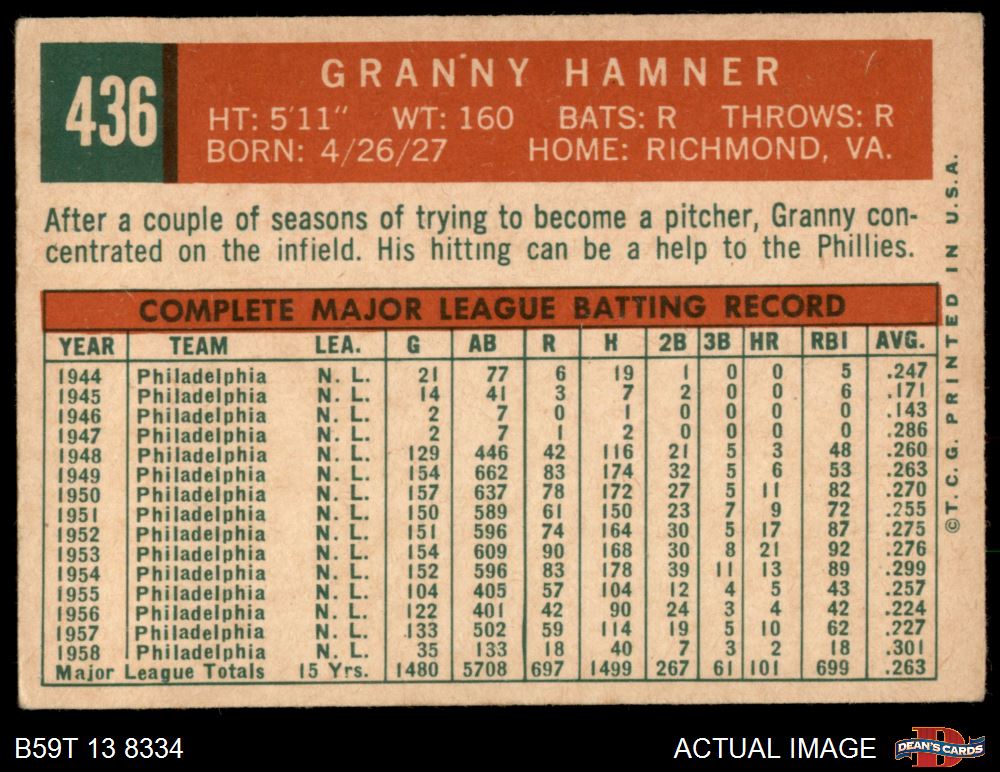 436
GRANNY HAMNER
HT: 5'11" WT: 160 BATS: R THROWS: R
BORN: 4/26/27 HOME: RICHMOND, VA.
After a couple of seasons of trying to become a pitcher, Granny con-
centrated on the infield. His hitting can be a help to the Phillies.
COMPLETE MAJOR LEAGUE BATTING RECORD
YEAR TEAM LEA. G AB R H 2B 3B HR RBI AVG.
1944 Philadelphia N. L. 21 77 6 19 1 0 0 5 .247
1945 Philadelphia N. L. 14 41 3 7 2 0 0 6 .171
1946 Philadelphia N. L. 2 7 0 1 0 0 0 0 .143
1947 Philadelphia N. L. 2 7 1 2 0 0 0 0 .286
1948 Philadelphia N. L. 129 446 42 116 21 5 3 48 .260
1949 Philadelphia N. L. 154 662 83 174 32 5 6 53 .263
1950 Philadelphia N. L. 157 637 78 172 27 5 11 82 .270
1951 Philadelphia N. L. 150 589 61 150 23 7 9 72 .255
1952 Philadelphia N. L. 151 596 74 164 30 5 17 87 .275
1953 Philadelphia N. L. 154 609 90 168 30 8 21 92 .276
1954 Philadelphia N. L. 152 596 83 178 39 11 13 89 .299
1955 Philadelphia N. L. 104 405 57 104 12 4 5 43 .257
1956 Philadelphia N. L. 122 401 42 90 24 3 4 42 .224
1957 Philadelphia N. L. 133 502 59 114 19 5 10 62 .227
1958 Philadelphia N. L. 35 133 18 40 7 3 2 18 .301
Major League Totals 15 Yrs. 1480 5708 697 1499 267 61 101 699 .263
©T. C. G. PRINTED IN U.S.A.
B59T 13 8334
ACTUAL IMAGE
DEAN'S CARDS